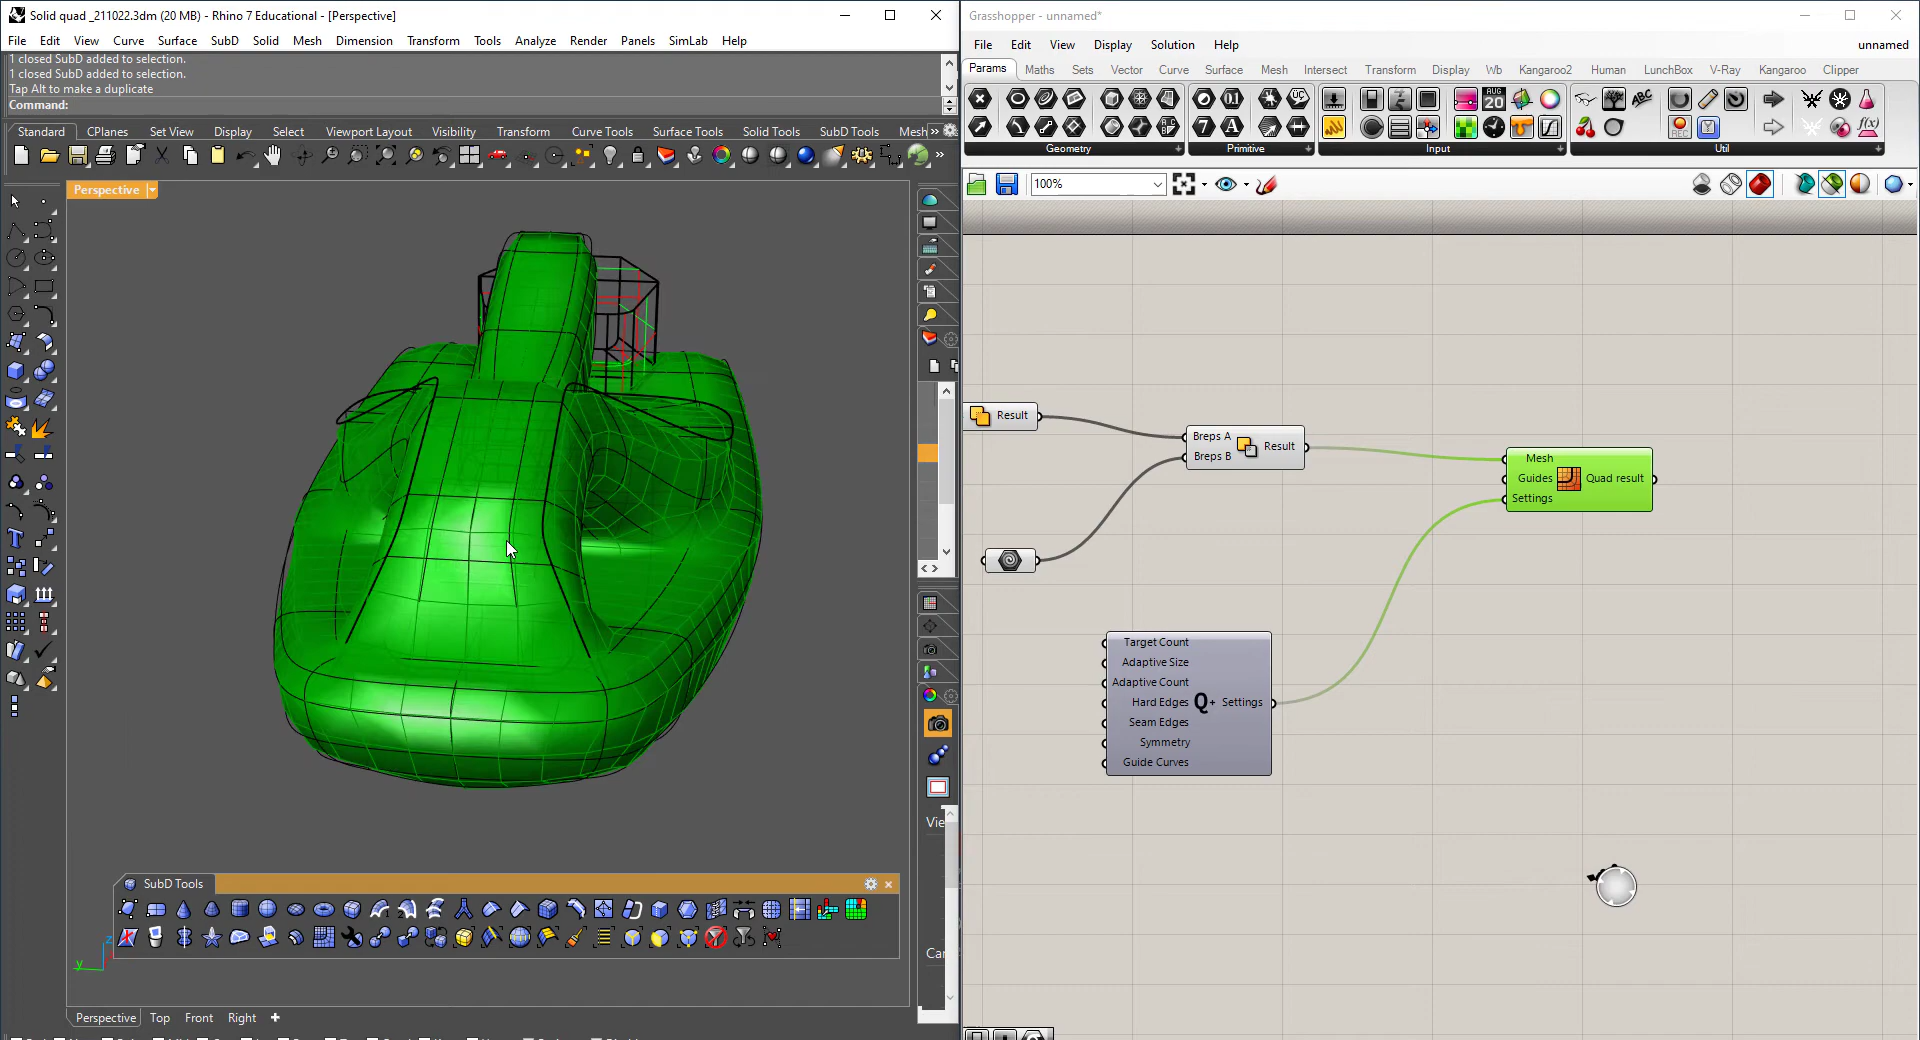 Solid quad _211022.3dm (20 MB) - Rhino 7 Educational - [Perspective]
File Edit View Curve Surface SubD Solid Mesh Dimension Transform Tools Analyze Render Panels SimLab Help
1 closed SubD added to selection.
1 closed SubD added to selection.
Tap Alt to make a duplicate
Command:
Standard CPlanes Set View Display Select Viewport Layout Visibility Transform Curve Tools Surface Tools Solid Tools SubD Tools Mesh
Perspective
SubD Tools
Vie
Car
z
y
Perspective Top Front Right
Grasshopper - unnamed*
File Edit View Display Solution Help unnamed
Params Maths Sets Vector Curve Surface Mesh Intersect Transform Display Wb Kangaroo2 Human LunchBox V-Ray Kangaroo Clipper
Geometry Primitive Input Util
100%
Result
Breps A
Breps B
Result
Mesh
Guides
Settings
Quad result
Target Count
Adaptive Size
Adaptive Count
Hard Edges
Seam Edges
Symmetry
Guide Curves
Q+ Settings